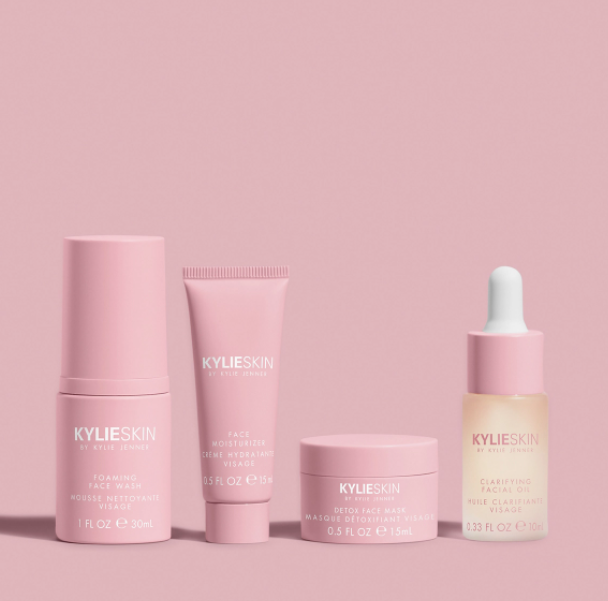 KYLIESKIN
BY KYLIE JENNER
FOAMING
FACE WASH
MOUSSE NETTOYANTE
VISAGE
1 FL OZ ℮ 30mL
KYLIESKIN
BY KYLIE JENNER
FACE
MOISTURIZER
CRÈME HYDRATANTE
VISAGE
0.5 FL OZ ℮ 15mL
KYLIESKIN
BY KYLIE JENNER
DETOX FACE MASK
MASQUE DÉTOXIFIANT VISAGE
0.5 FL OZ ℮ 15mL
KYLIESKIN
BY KYLIE JENNER
CLARIFYING
FACIAL OIL
HUILE CLARIFIANTE
VISAGE
0.33 FL OZ ℮ 10mL